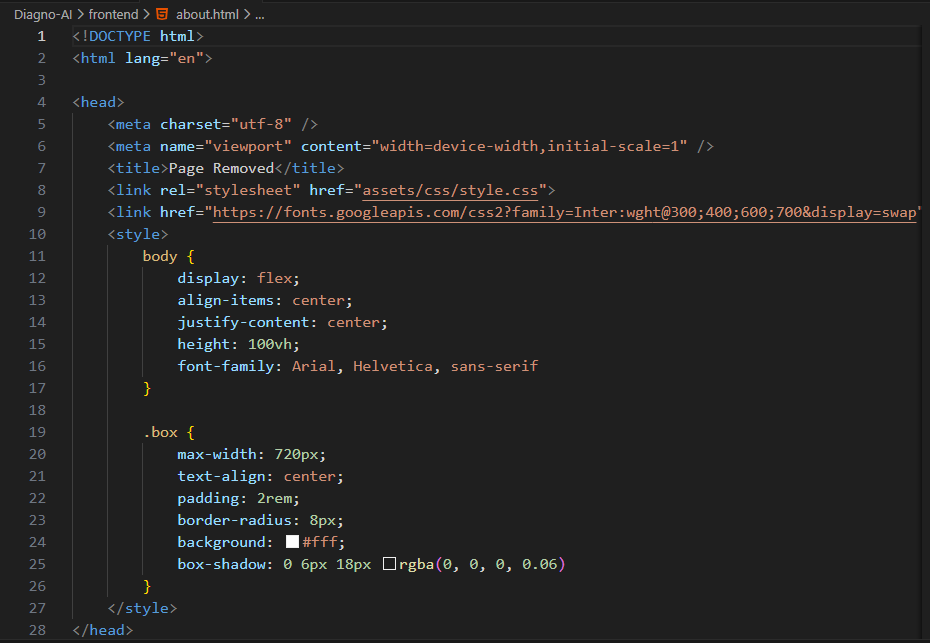 Diagno-AI > frontend > about.html > ...
1 <!DOCTYPE html>
2 <html lang="en">
3
4 <head>
5     <meta charset="utf-8" />
6     <meta name="viewport" content="width=device-width,initial-scale=1" />
7     <title>Page Removed</title>
8     <link rel="stylesheet" href="assets/css/style.css">
9     <link href="https://fonts.googleapis.com/css2?family=Inter:wght@300;400;600;700&display=swap"
10     <style>
11         body {
12             display: flex;
13             align-items: center;
14             justify-content: center;
15             height: 100vh;
16             font-family: Arial, Helvetica, sans-serif
17         }
18
19         .box {
20             max-width: 720px;
21             text-align: center;
22             padding: 2rem;
23             border-radius: 8px;
24             background: #fff;
25             box-shadow: 0 6px 18px rgba(0, 0, 0, 0.06)
26         }
27     </style>
28 </head>